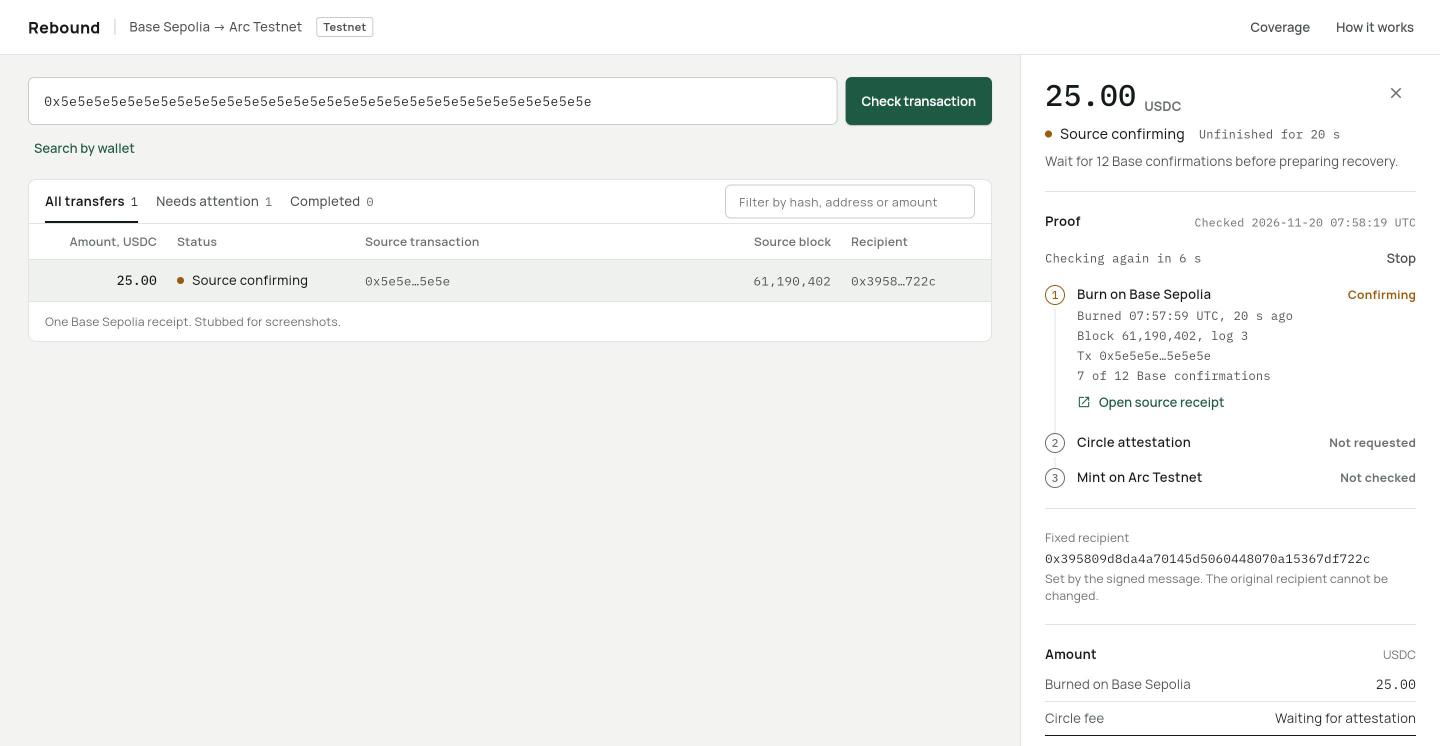 Rebound
Base Sepolia → Arc Testnet
Testnet
Coverage
How it works
0x5e5e5e5e5e5e5e5e5e5e5e5e5e5e5e5e5e5e5e5e5e5e5e5e5e5e5e5e5e5e5e5e
Check transaction
Search by wallet
All transfers 1
Needs attention 1
Completed 0
Filter by hash, address or amount
Amount, USDC Status Source transaction Source block Recipient
25.00 Source confirming 0x5e5e…5e5e 61,190,402 0x3958…722c
One Base Sepolia receipt. Stubbed for screenshots.
25.00 USDC
Source confirming Unfinished for 20 s
Wait for 12 Base confirmations before preparing recovery.
Proof Checked 2026-11-20 07:58:19 UTC
Checking again in 6 s Stop
1 Burn on Base Sepolia Confirming
Burned 07:57:59 UTC, 20 s ago
Block 61,190,402, log 3
Tx 0x5e5e5e…5e5e5e
7 of 12 Base confirmations
Open source receipt
2 Circle attestation Not requested
3 Mint on Arc Testnet Not checked
Fixed recipient
0x395809d8da4a70145d5060448070a15367df722c
Set by the signed message. The original recipient cannot be
changed.
Amount USDC
Burned on Base Sepolia 25.00
Circle fee Waiting for attestation